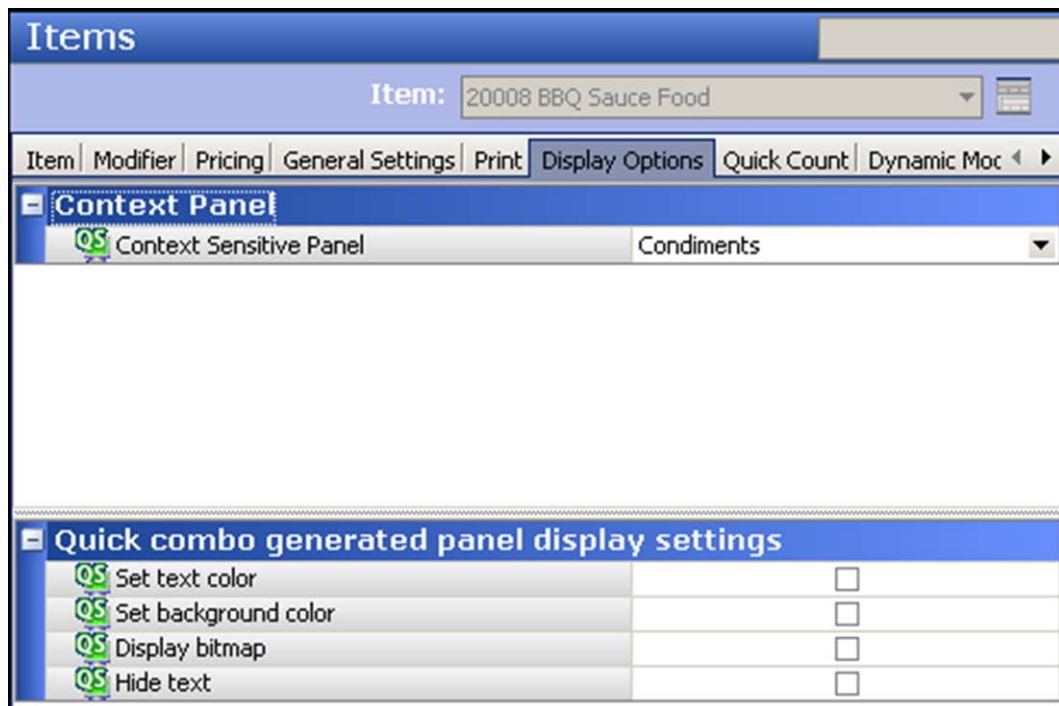 Items
Item: 20008 BBQ Sauce Food
Item Modifier Pricing General Settings Print Display Options Quick Count Dynamic Moc
Context Panel
QS Context Sensitive Panel Condiments
Quick combo generated panel display settings
QS Set text color
QS Set background color
QS Display bitmap
QS Hide text